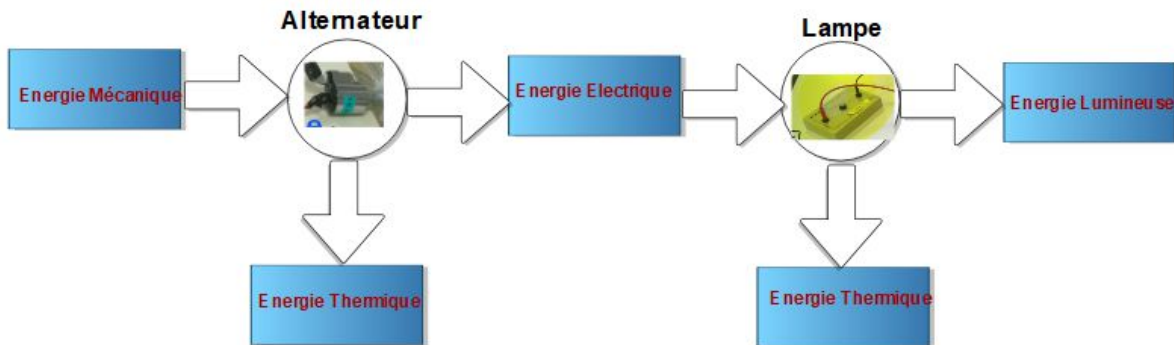 Alternateur
Lampe
Energie Mécanique
Energie Electrique
Energie Lumineuse
Energie Thermique
Energie Thermique